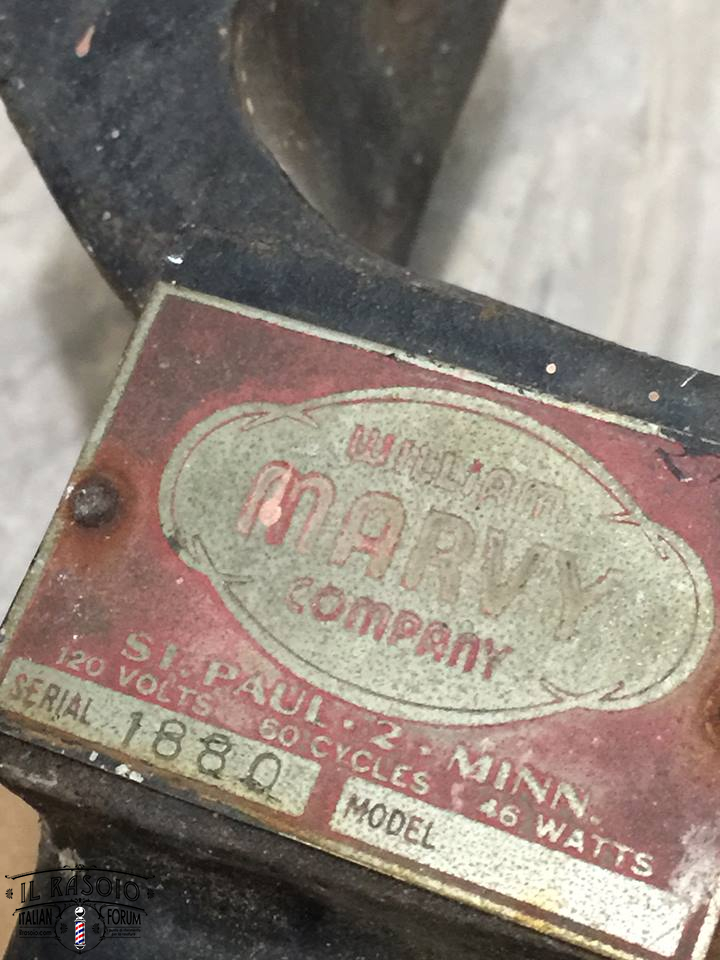 WILLIAM
MARVY
COMPANY
ST. PAUL · 2 · MINN.
120 VOLTS 60 CYCLES 46 WATTS
SERIAL 1880 MODEL
IL RASOIO
ITALIAN FORUM